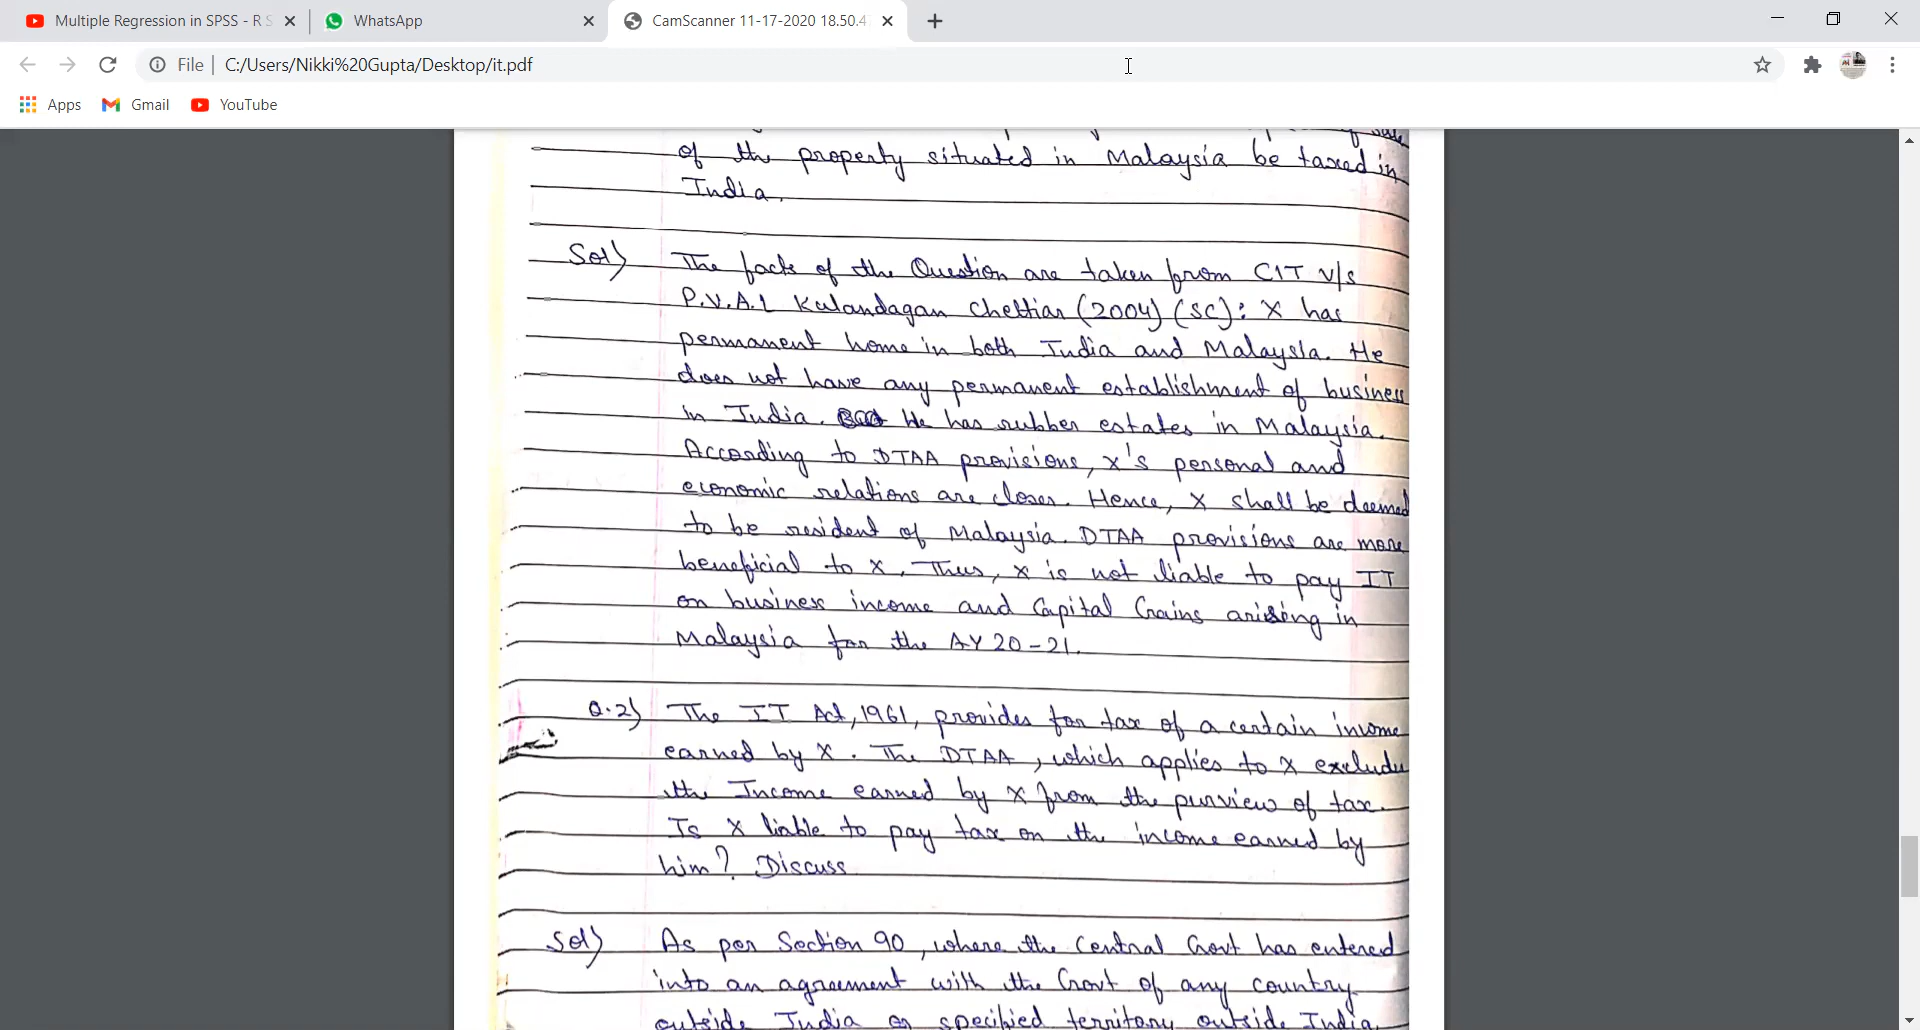 Multiple Regression in SPSS - R S
WhatsApp
CamScanner 11-17-2020 18.50.47
File
C:/Users/Nikki%20Gupta/Desktop/it.pdf
Apps
Gmail
YouTube
of the property situated in Malaysia be taxed in
India.
Sol) The facts of the Question are taken from CIT v/s
P.V.A.L Kulandagan Chettiar (2004) (SC): X has
permanent home in both India and Malaysia. He
does not have any permanent establishment of business
in India. He has rubber estates in Malaysia.
According to DTAA provisions, X's personal and
economic relations are closer. Hence, X shall be deemed
to be resident of Malaysia. DTAA provisions are more
beneficial to X. Thus, X is not liable to pay IT
on business income and Capital Gains arising in
Malaysia for the AY 20-21.
Q.2) The IT Act, 1961, provides for tax of a certain income
earned by X. The DTAA, which applies to X excludes
the Income earned by X from the purview of tax.
Is X liable to pay tax on the income earned by
him? Discuss
Sol) As per Section 90, where the Central Govt has entered
into an agreement with the Govt of any country
outside India or specified territory outside India,